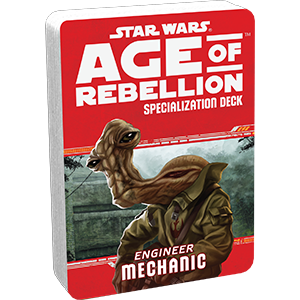 STAR WARS
AGE OF
REBELLION
SPECIALIZATION DECK
ENGINEER
MECHANIC